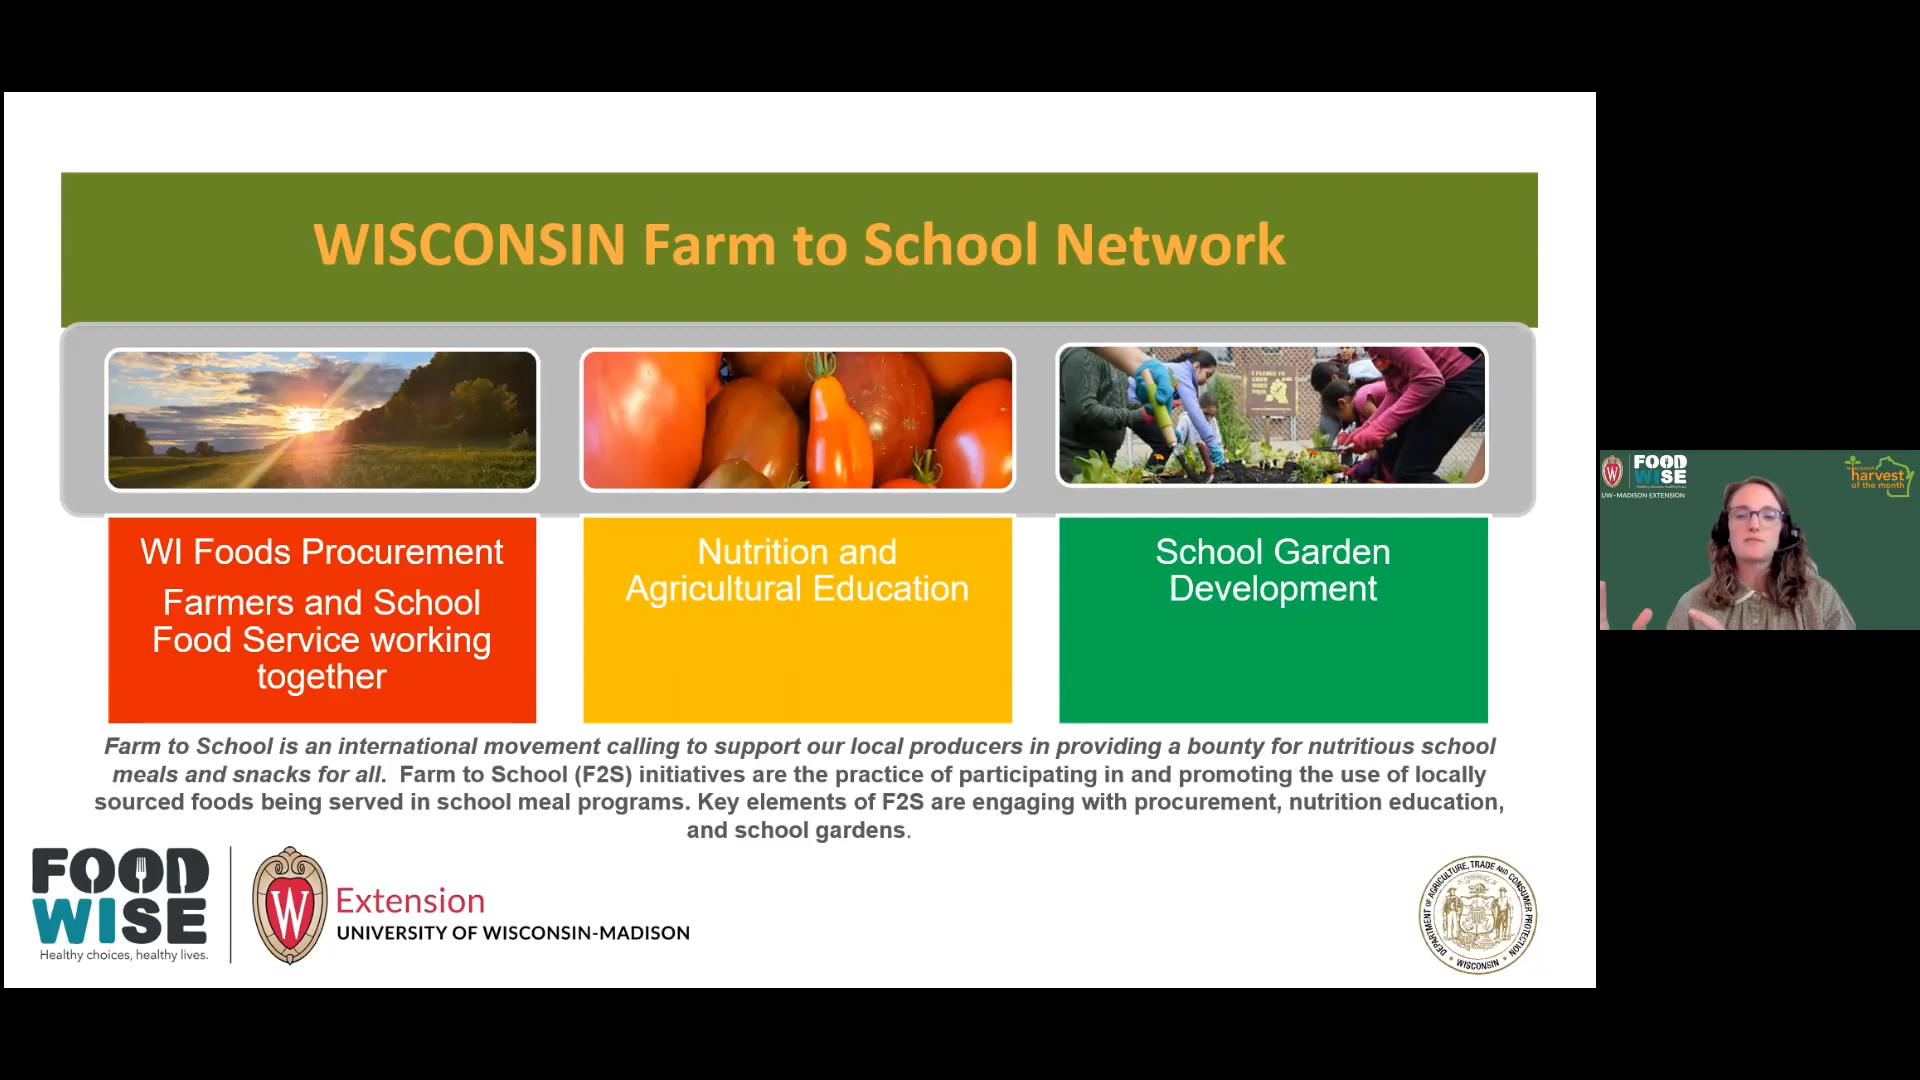 WISCONSIN Farm to School Network
WI Foods Procurement
Farmers and School
Food Service working
together
Nutrition and
Agricultural Education
School Garden
Development
Farm to School is an international movement calling to support our local producers in providing a bounty for nutritious school
meals and snacks for all. Farm to School (F2S) initiatives are the practice of participating in and promoting the use of locally
sourced foods being served in school meal programs. Key elements of F2S are engaging with procurement, nutrition education,
and school gardens.
FOOD
WISE
Healthy choices, healthy lives.
W
Extension
UNIVERSITY OF WISCONSIN-MADISON
DEPARTMENT OF AGRICULTURE, TRADE AND CONSUMER PROTECTION
• WISCONSIN •
W
FOOD
WISE
UW-MADISON EXTENSION
wisconsin
harvest
of the month